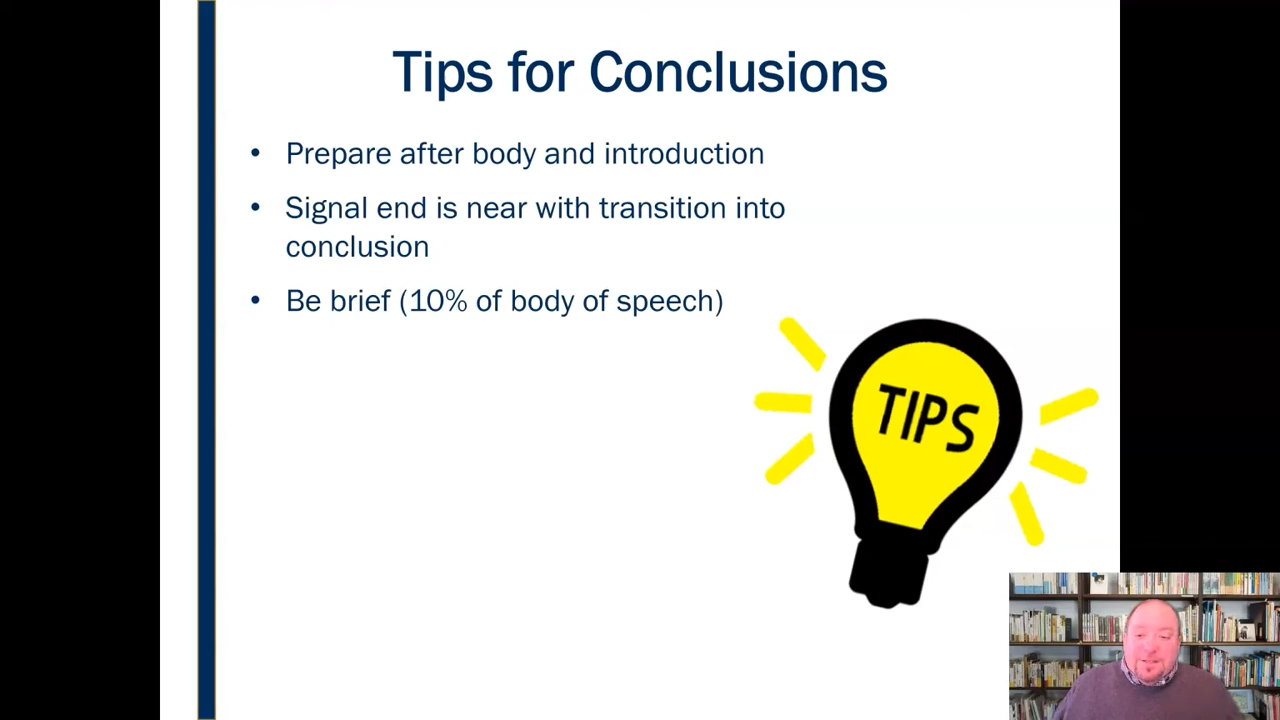 Tips for Conclusions
• Prepare after body and introduction
• Signal end is near with transition into
conclusion
• Be brief (10% of body of speech)
TIPS